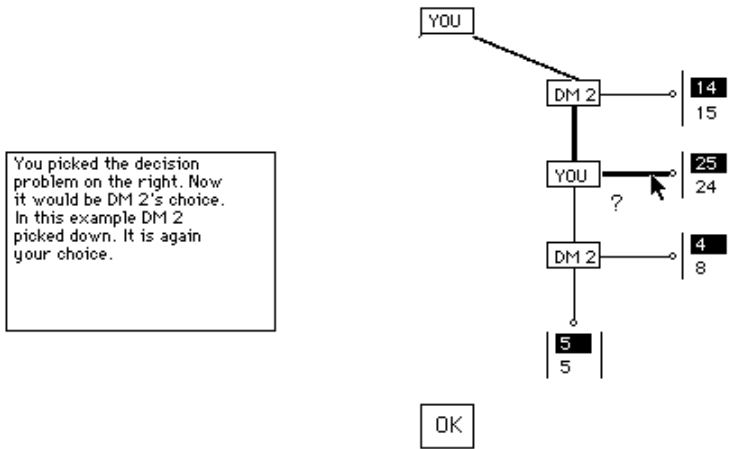 YOU
DM 2
14
15
You picked the decision
problem on the right. Now
it would be DM 2's choice.
In this example DM 2
picked down. It is again
your choice.
YOU
25
24
?
DM 2
4
8
5
5
OK